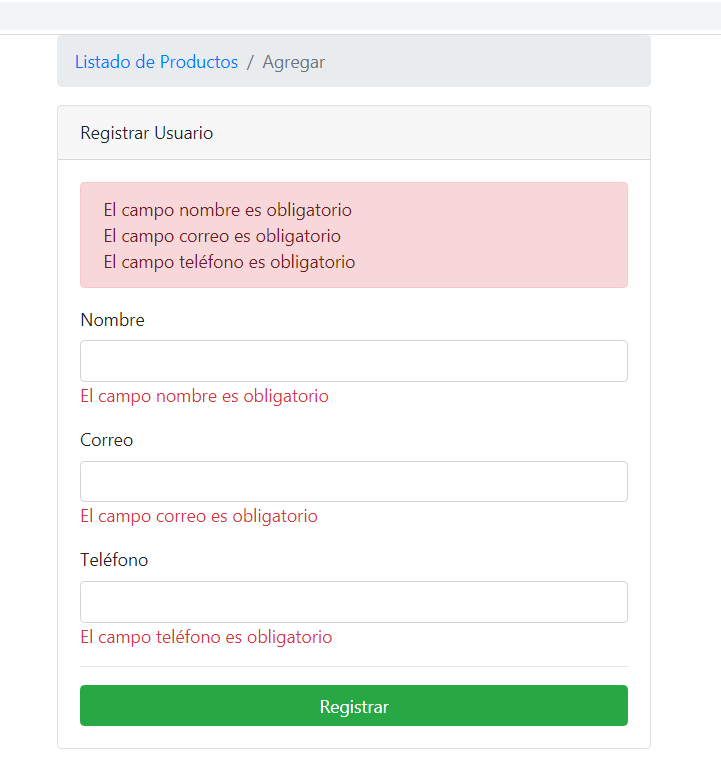 Listado de Productos / Agregar
Registrar Usuario
El campo nombre es obligatorio
El campo correo es obligatorio
El campo teléfono es obligatorio
Nombre
El campo nombre es obligatorio
Correo
El campo correo es obligatorio
Teléfono
El campo teléfono es obligatorio
Registrar